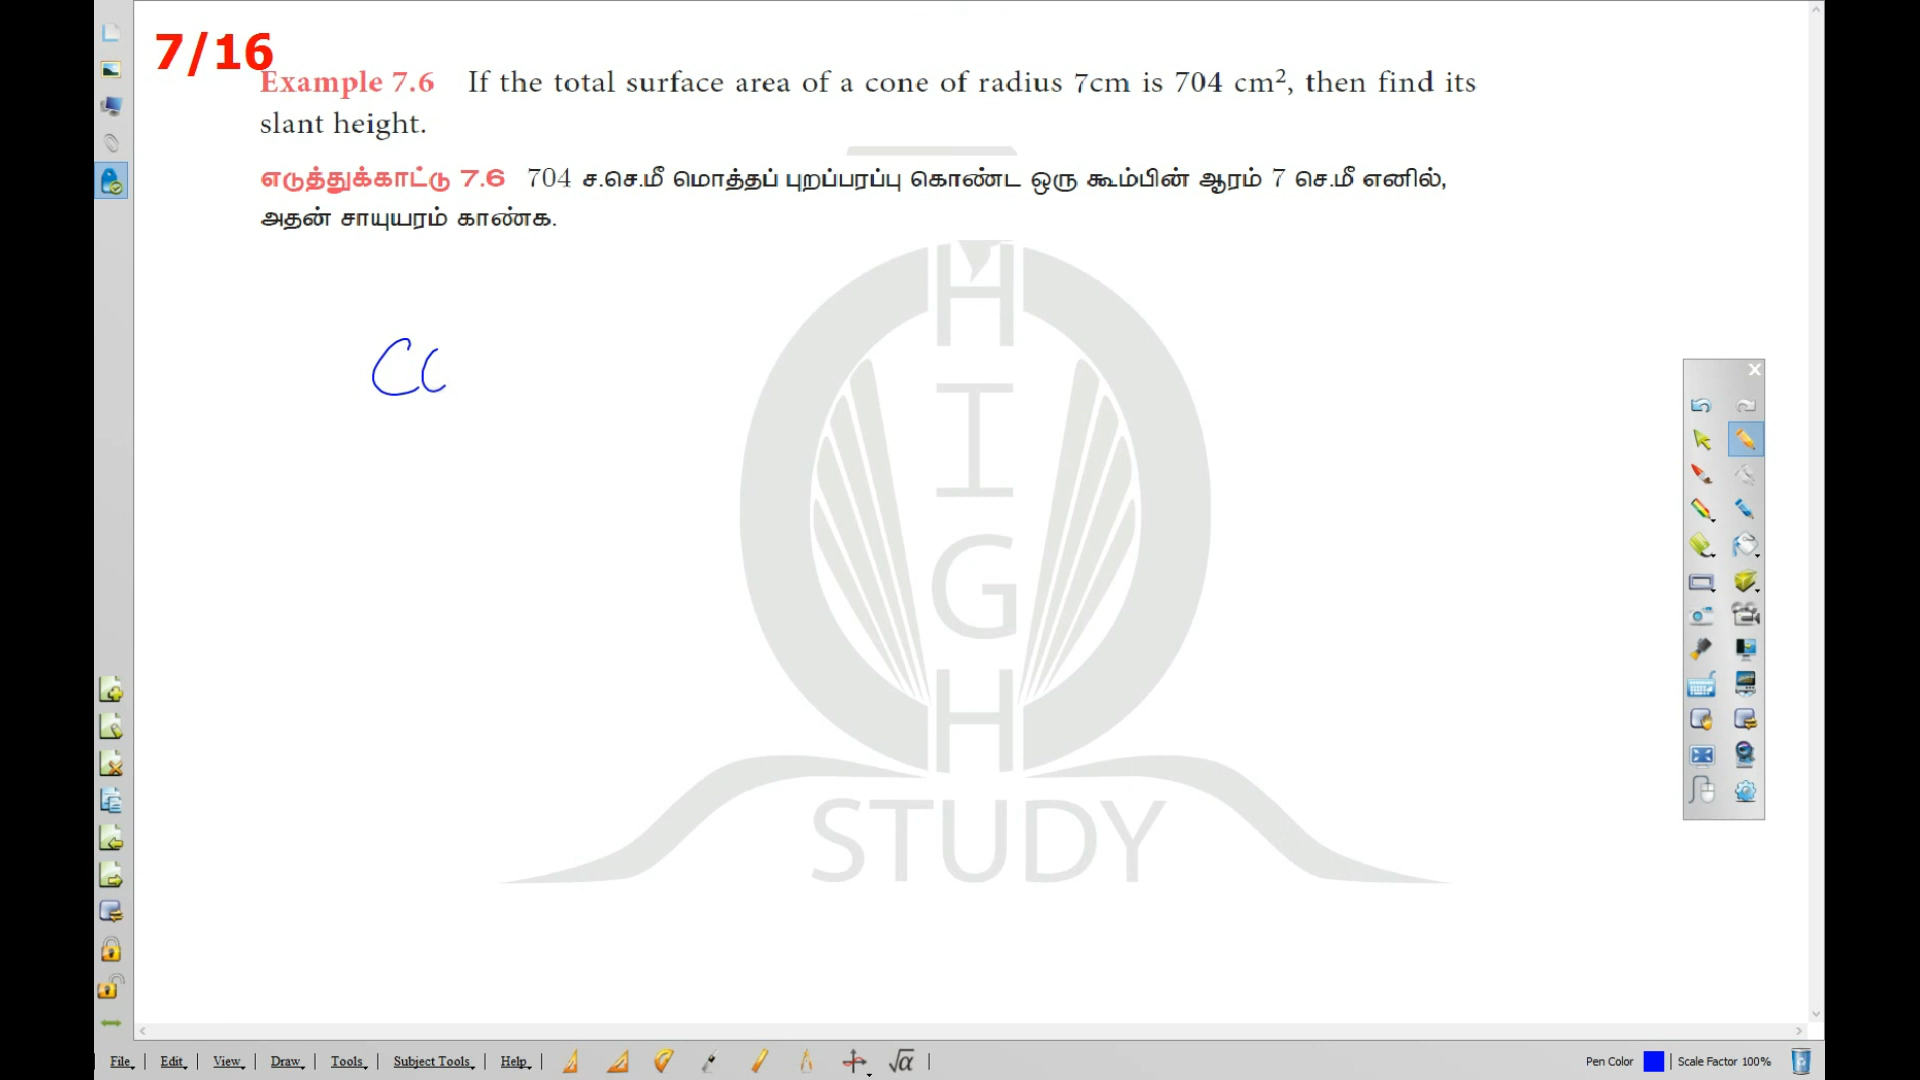 7/16
Example 7.6 If the total surface area of a cone of radius 7cm is 704 cm², then find its
slant height.
எடுத்துக்காட்டு 7.6 704 ச.செ.மீ மொத்தப் புறப்பரப்பு கொண்ட ஒரு கூம்பின் ஆரம் 7 செ.மீ எனில்,
அதன் சாயுயரம் காண்க.
HIGH
STUDY
File Edit View Draw Tools Subject Tools Help √α Pen Color Scale Factor 100%